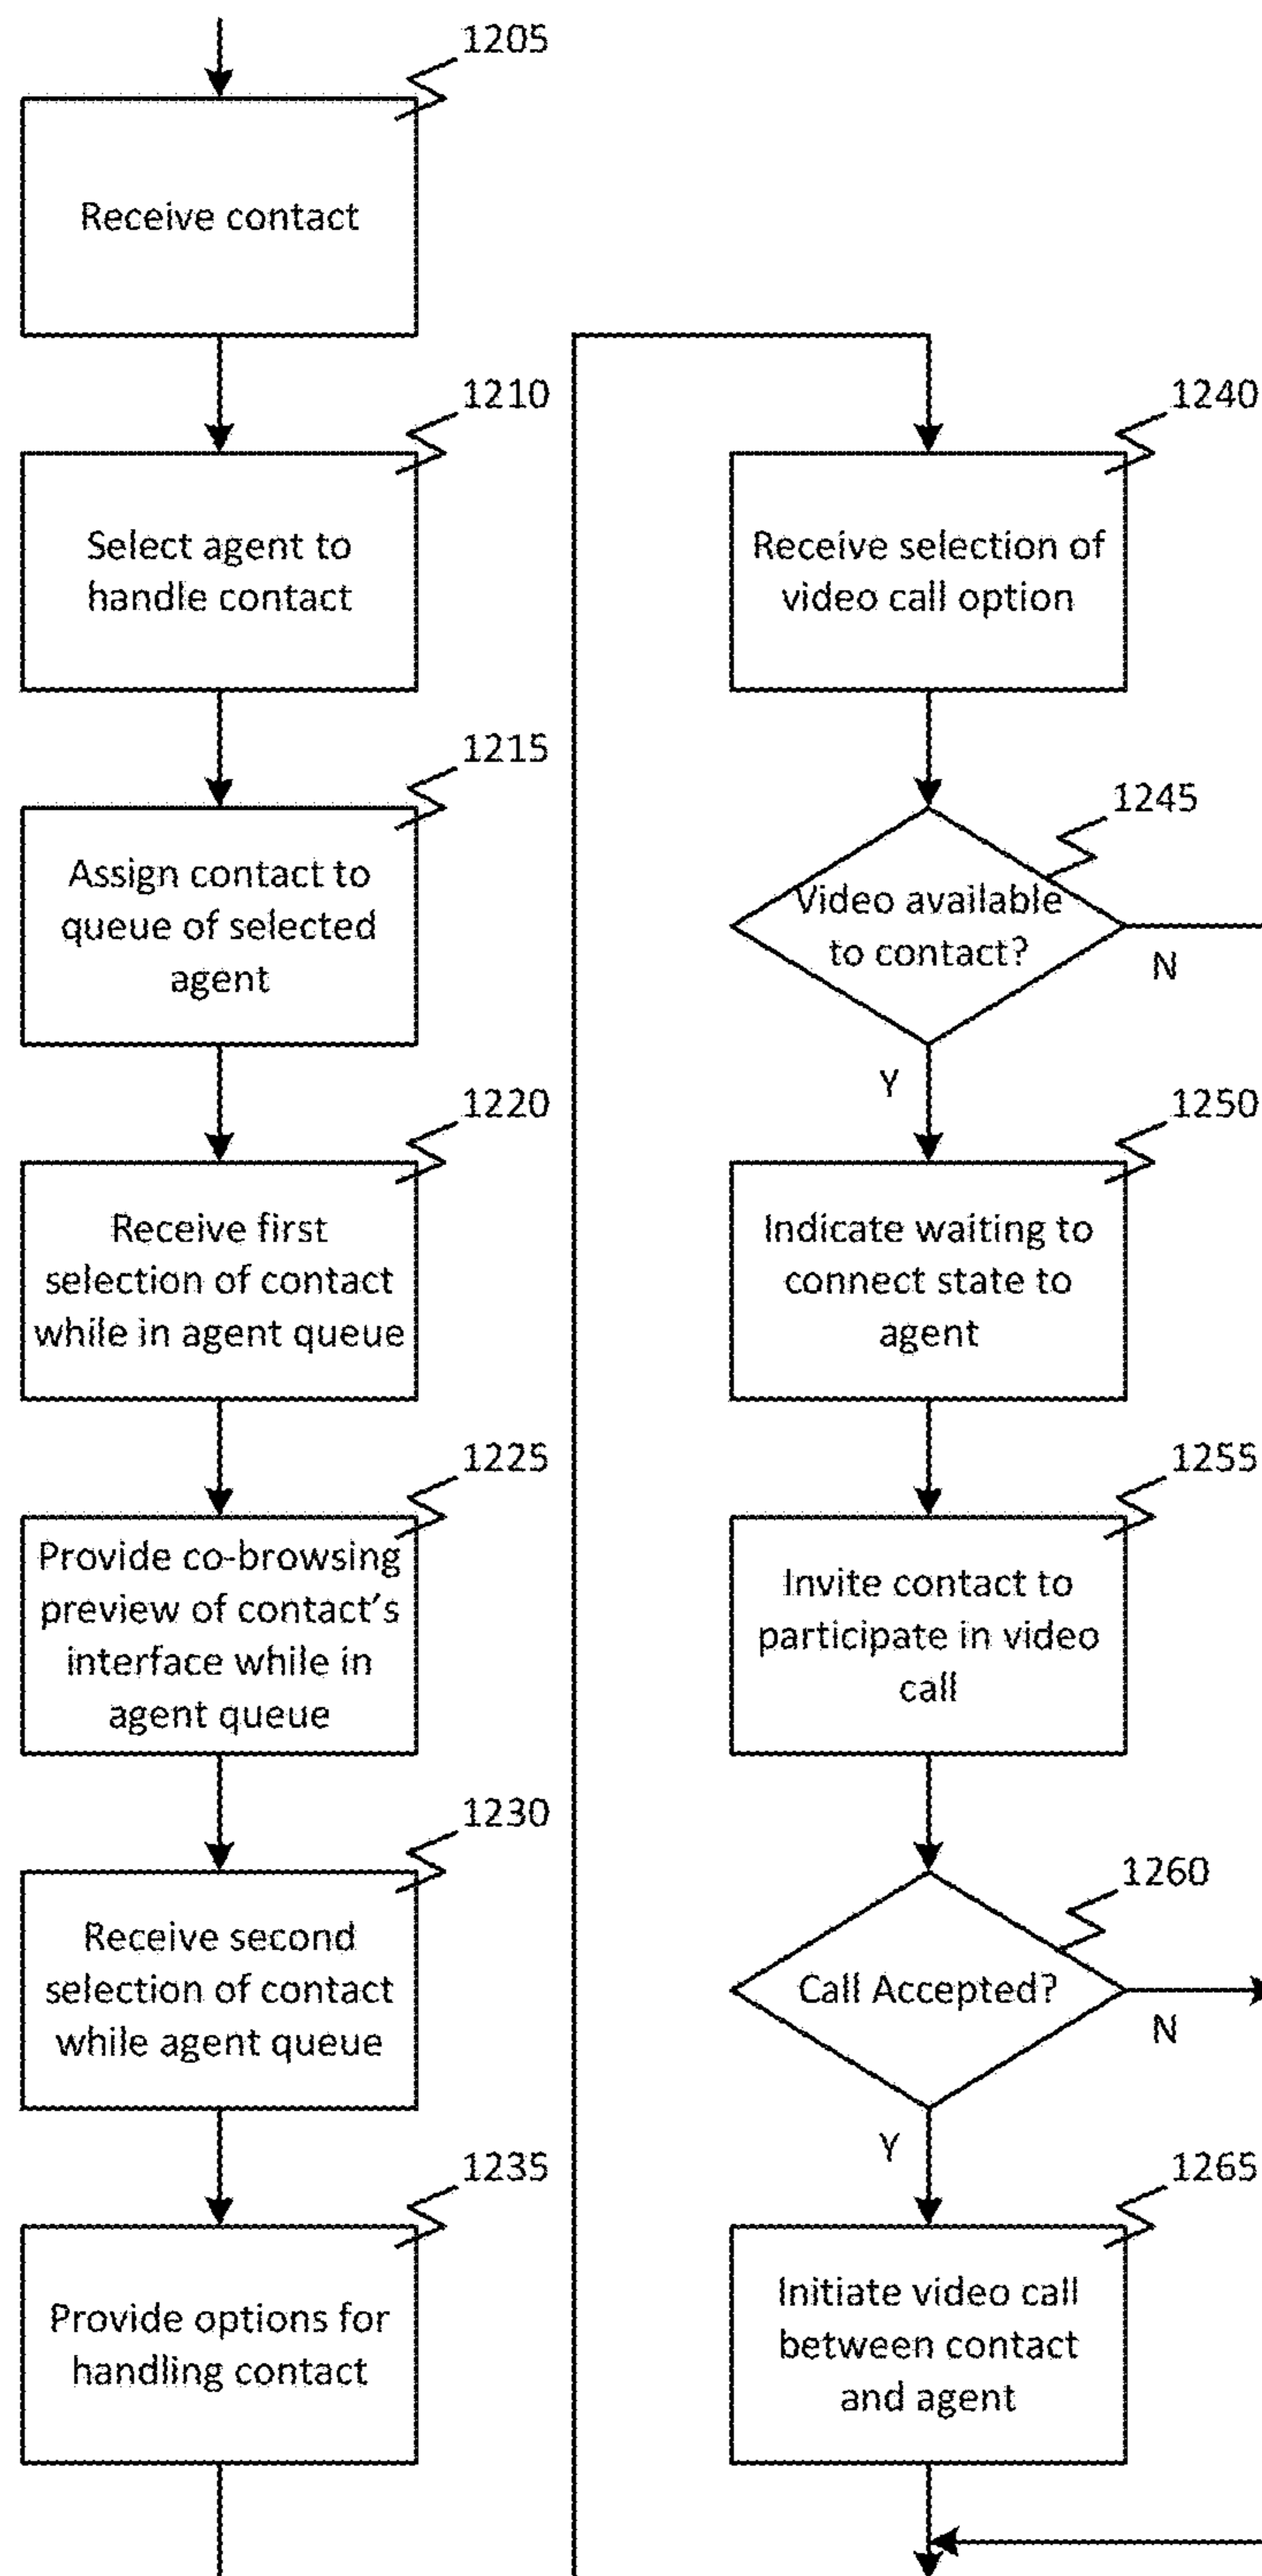 1205
Receive contact
1210
Select agent to
handle contact
1215
Assign contact to
queue of selected
agent
1220
Receive first
selection of contact
while in agent queue
1225
Provide co-browsing
preview of contact's
interface while in
agent queue
1230
Receive second
selection of contact
while agent queue
1235
Provide options for
handling contact
1240
Receive selection of
video call option
1245
Video available
to contact?
N
Y
1250
Indicate waiting to
connect state to
agent
1255
Invite contact to
participate in video
call
1260
Call Accepted?
N
Y
1265
Initiate video call
between contact
and agent